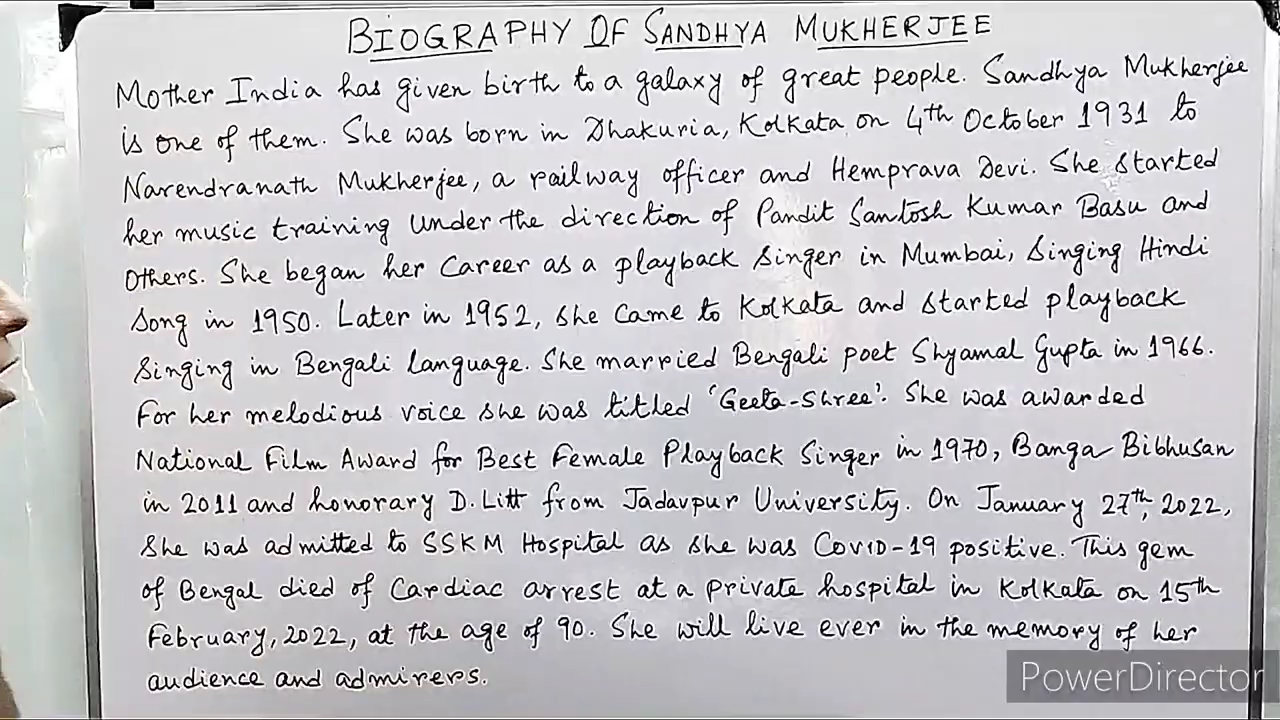 BIOGRAPHY OF SANDHYA MUKHERJEE
Mother India has given birth to a galaxy of great people. Sandhya Mukherjee
is one of them. She was born in Dhakuria, Kolkata on 4th October 1931 to
Narendranath Mukherjee, a railway officer and Hemprava Devi. She started
her music training under the direction of Pandit Santosh Kumar Basu and
others. She began her career as a playback singer in Mumbai, singing Hindi
song in 1950. Later in 1952, she came to Kolkata and started playback
singing in Bengali language. She married Bengali poet Shyamal Gupta in 1966.
For her melodious voice she was titled 'Geeta-Shree'. She was awarded
National Film Award for Best Female Playback Singer in 1970, Banga Bibhusan
in 2011 and honorary D. Litt from Jadavpur University. On January 27th, 2022,
she was admitted to SSKM Hospital as she was COVID-19 positive. This gem
of Bengal died of Cardiac arrest at a private hospital in Kolkata on 15th
February, 2022, at the age of 90. She will live ever in the memory of her
audience and admirers.
PowerDirector